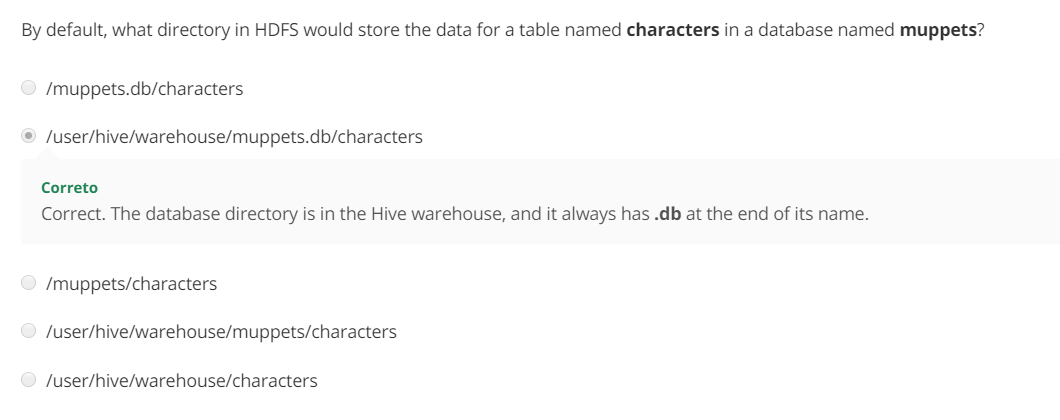 By default, what directory in HDFS would store the data for a table named characters in a database named muppets?
/muppets.db/characters
/user/hive/warehouse/muppets.db/characters
Correto
Correct. The database directory is in the Hive warehouse, and it always has .db at the end of its name.
/muppets/characters
/user/hive/warehouse/muppets/characters
/user/hive/warehouse/characters